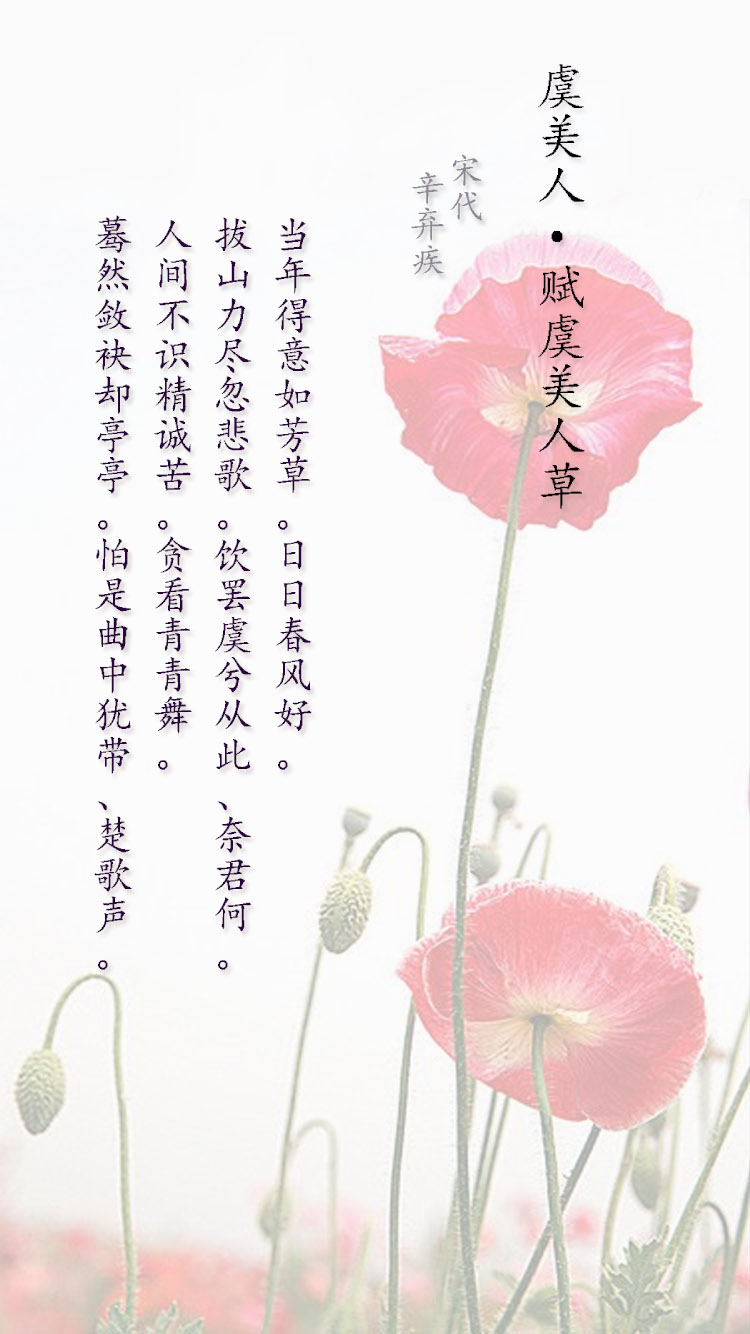 虞美人·赋虞美人草
宋代
辛弃疾
当年得意如芳草。日日春风好。
拔山力尽忽悲歌。饮罢虞兮从此、奈君何。
人间不识精诚苦。贪看青青舞。
蓦然敛袂却亭亭。怕是曲中犹带、楚歌声。